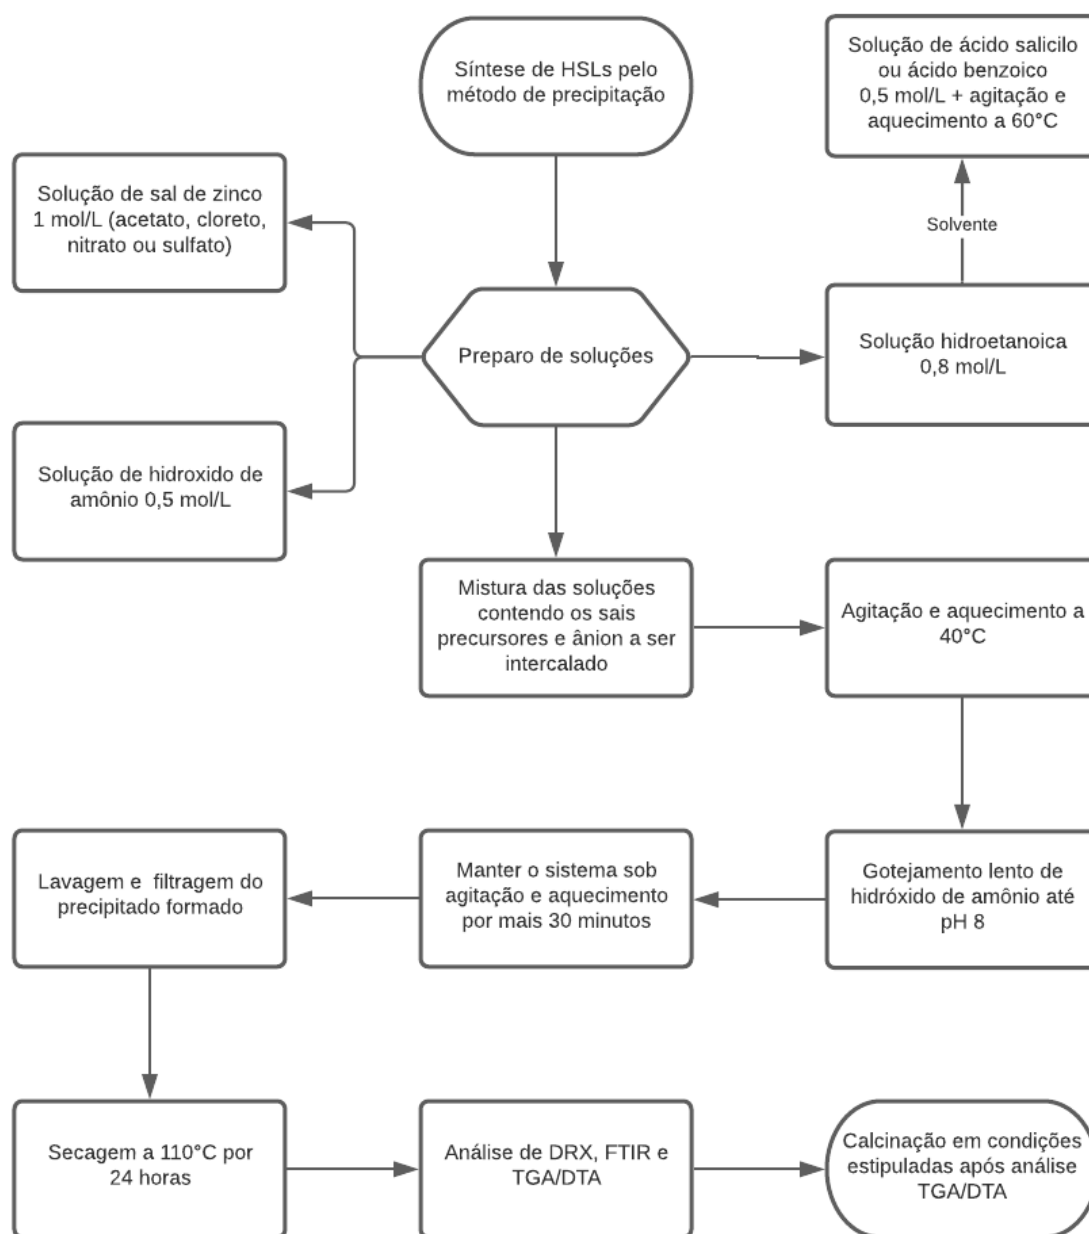 Síntese de HSLs pelo
método de precipitação
Solução de ácido salicilo
ou ácido benzoico
0,5 mol/L + agitação e
aquecimento a 60°C
Solução de sal de zinco
1 mol/L (acetato, cloreto,
nitrato ou sulfato)
Solvente
Preparo de soluções
Solução hidroetanoica
0,8 mol/L
Solução de hidroxido de
amônio 0,5 mol/L
Mistura das soluções
contendo os sais
precursores e ânion a ser
intercalado
Agitação e aquecimento a
40°C
Gotejamento lento de
hidróxido de amônio até
pH 8
Manter o sistema sob
agitação e aquecimento
por mais 30 minutos
Lavagem e  filtragem do
precipitado formado
Secagem a 110°C por
24 horas
Análise de DRX, FTIR e
TGA/DTA
Calcinação em condições
estipuladas após análise
TGA/DTA